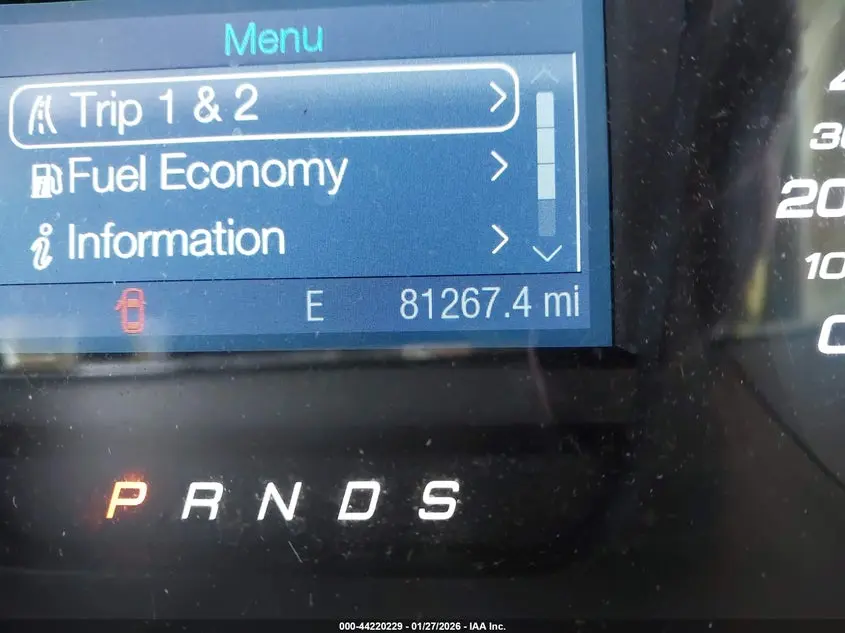 Menu
Trip 1 & 2
Fuel Economy
Information
E 81267.4 mi
20
10
P R N D S
000-44220229 - 01/27/2026 - IAA Inc.